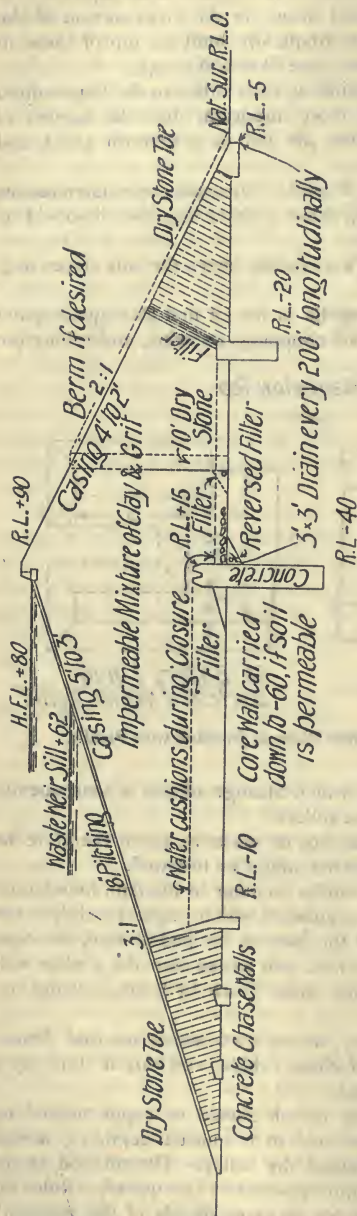 H.F.L.+80
R.L.+90
Waste Weir Sill+62
Berm if desired
2:1
Casing 5'to 3'
Casing 4'to 2'
18"Pitching
3:1
Impermeable Mixture of Clay & Grit
Dry Stone Toe
Dry Stone Toe
Nat. Sur. R.L.O.
Water cushions during Closure
R.L.+15
Filter
Filter
10' Dry
Stone
Filter
R.L.-5
R.L.-10
R.L.-20
Concrete Chase Walls
Concrete
Reversed Filter
Core Wall carried
down to -60, if soil
is permeable
3'×3' Drain every 200' longitudinally
R.L.-40